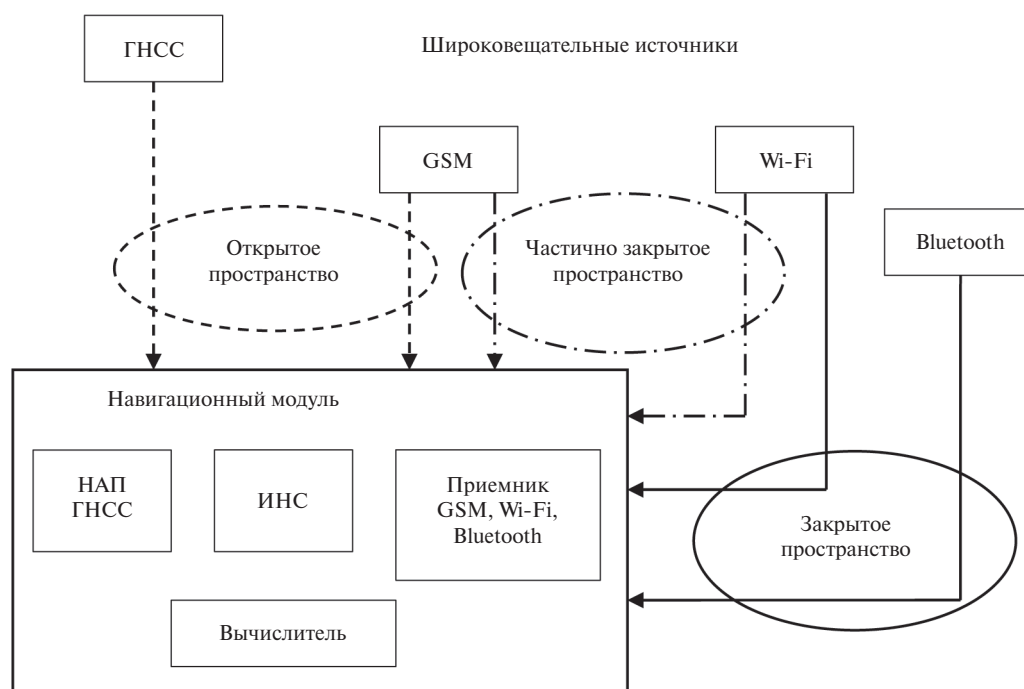 ГНСС
Широковещательные источники
GSM
Wi-Fi
Bluetooth
Открытое
пространство
Частично закрытое
пространство
Навигационный модуль
НАП
ГНСС
ИНС
Приемник
GSM, Wi-Fi,
Bluetooth
Закрытое
пространство
Вычислитель